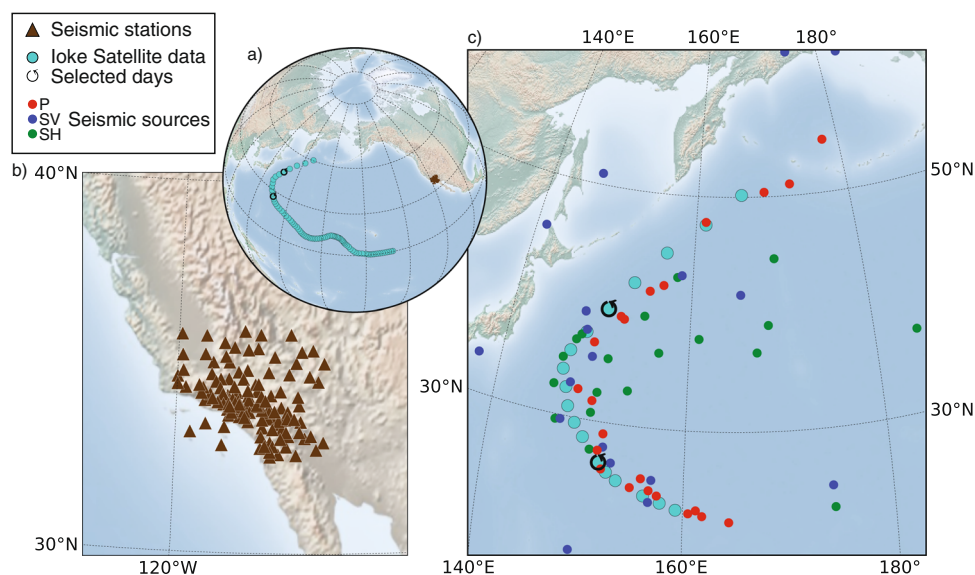 Seismic stations
Ioke Satellite data
Selected days
P
SV Seismic sources
SH
a)
b)
c)
40°N
30°N
120°W
140°E 160°E 180°
50°N
30°N
30°N
140°E 160°E 180°